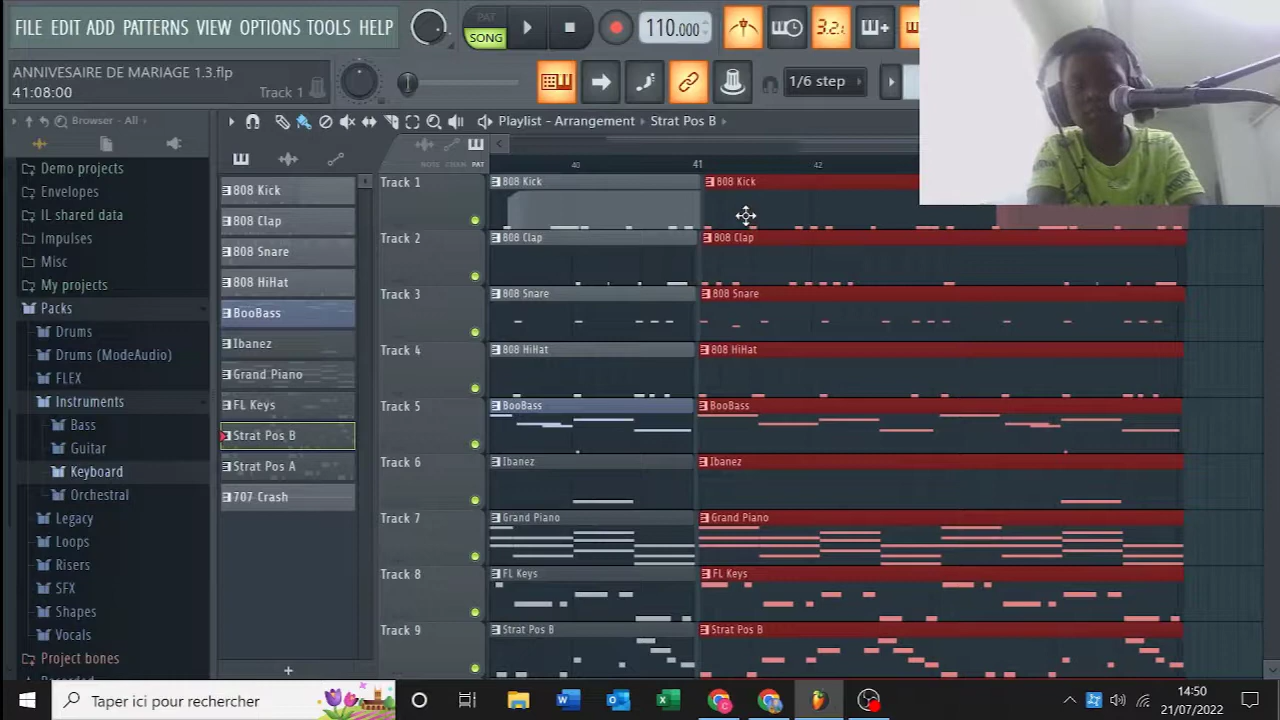 FILE EDIT ADD PATTERNS VIEW OPTIONS TOOLS HELP
PAT
SONG
110.000
3.2.
ANNIVESAIRE DE MARIAGE 1.3.flp
41:08:00
Track 1
1/6 step
Browser - All
Playlist - Arrangement
Strat Pos B
NOTE
CHAN
PAT
40
41
42
Demo projects
Envelopes
IL shared data
Impulses
Misc
My projects
Packs
Drums
Drums (ModeAudio)
FLEX
Instruments
Bass
Guitar
Keyboard
Orchestral
Legacy
Loops
Risers
SFX
Shapes
Vocals
Project bones
Recorded
808 Kick
808 Clap
808 Snare
808 HiHat
BooBass
Ibanez
Grand Piano
FL Keys
Strat Pos B
Strat Pos A
707 Crash
+
Track 1
808 Kick
808 Kick
Track 2
808 Clap
808 Clap
Track 3
808 Snare
808 Snare
Track 4
808 HiHat
808 HiHat
Track 5
BooBass
BooBass
Track 6
Ibanez
Ibanez
Track 7
Grand Piano
Grand Piano
Track 8
FL Keys
FL Keys
Track 9
Strat Pos B
Strat Pos B
Taper ici pour rechercher
14:50
21/07/2022